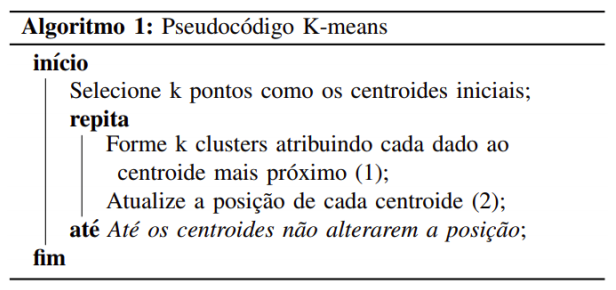 Algoritmo 1: Pseudocódigo K-means
início
Selecione k pontos como os centroides iniciais;
repita
Forme k clusters atribuindo cada dado ao
centroide mais próximo (1);
Atualize a posição de cada centroide (2);
até Até os centroides não alterarem a posição;
fim